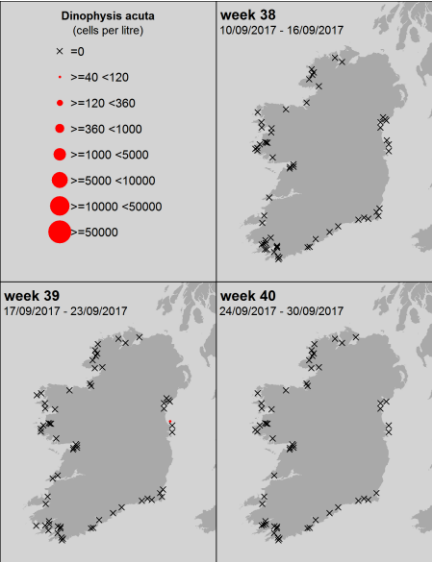 Dinophysis acuta
(cells per litre)
=0
>=40 <120
>=120 <360
>=360 <1000
>=1000 <5000
>=5000 <10000
>=10000 <50000
>=50000
week 38
10/09/2017 - 16/09/2017
week 39
17/09/2017 - 23/09/2017
week 40
24/09/2017 - 30/09/2017